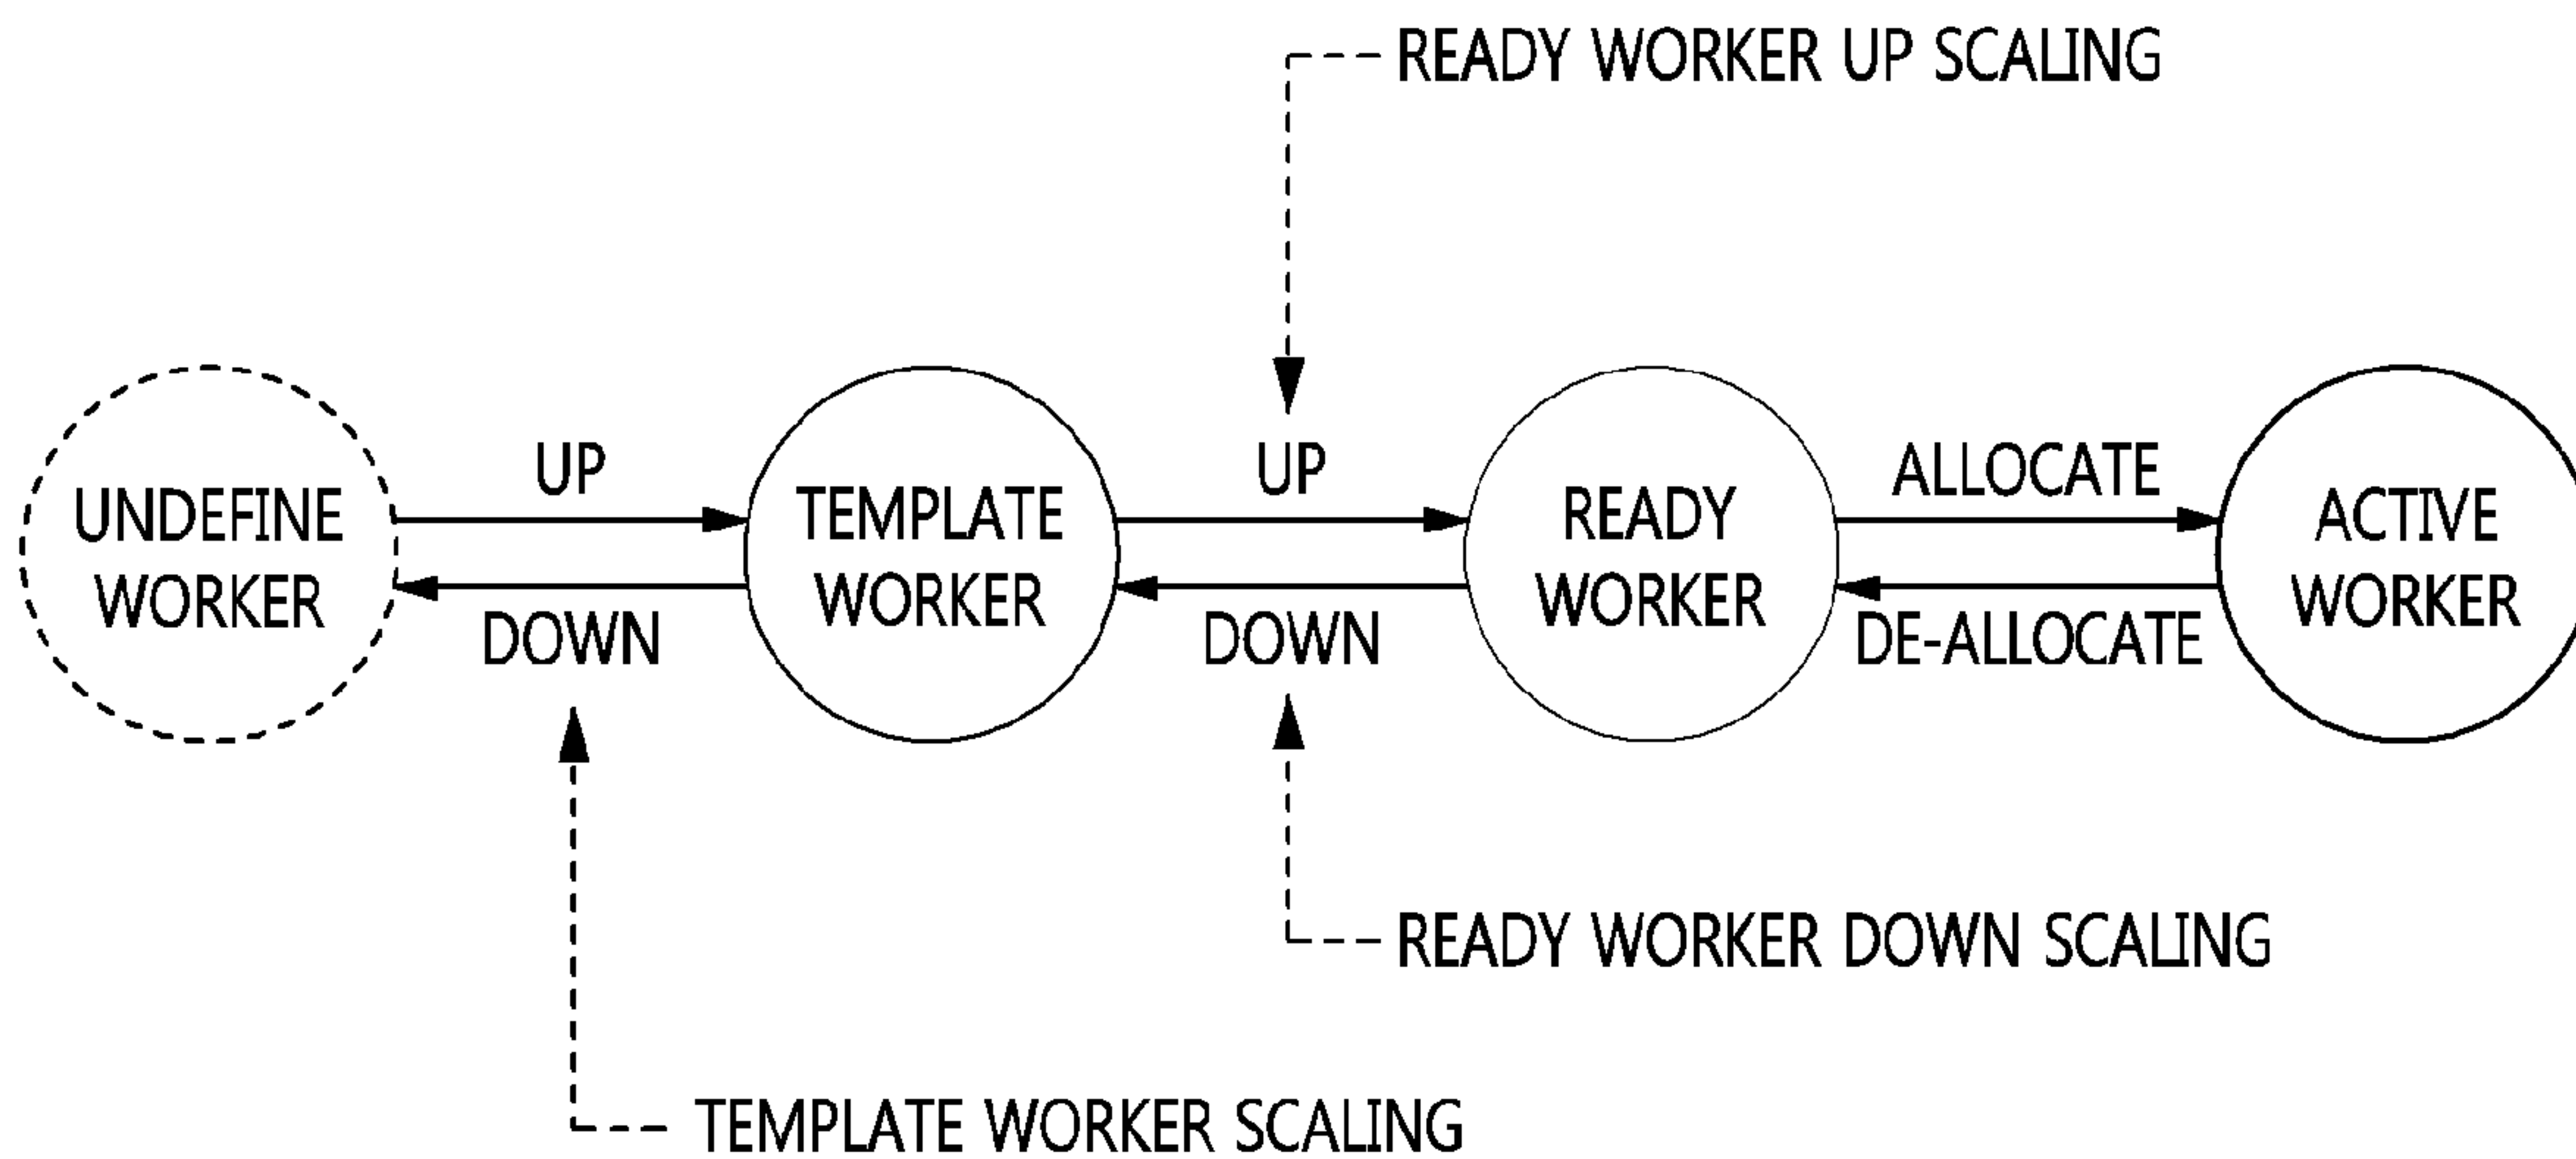 READY WORKER UP SCALING
UP
UP
ALLOCATE
UNDEFINE
WORKER
TEMPLATE
WORKER
READY
WORKER
ACTIVE
WORKER
DOWN
DOWN
DE-ALLOCATE
READY WORKER DOWN SCALING
TEMPLATE WORKER SCALING